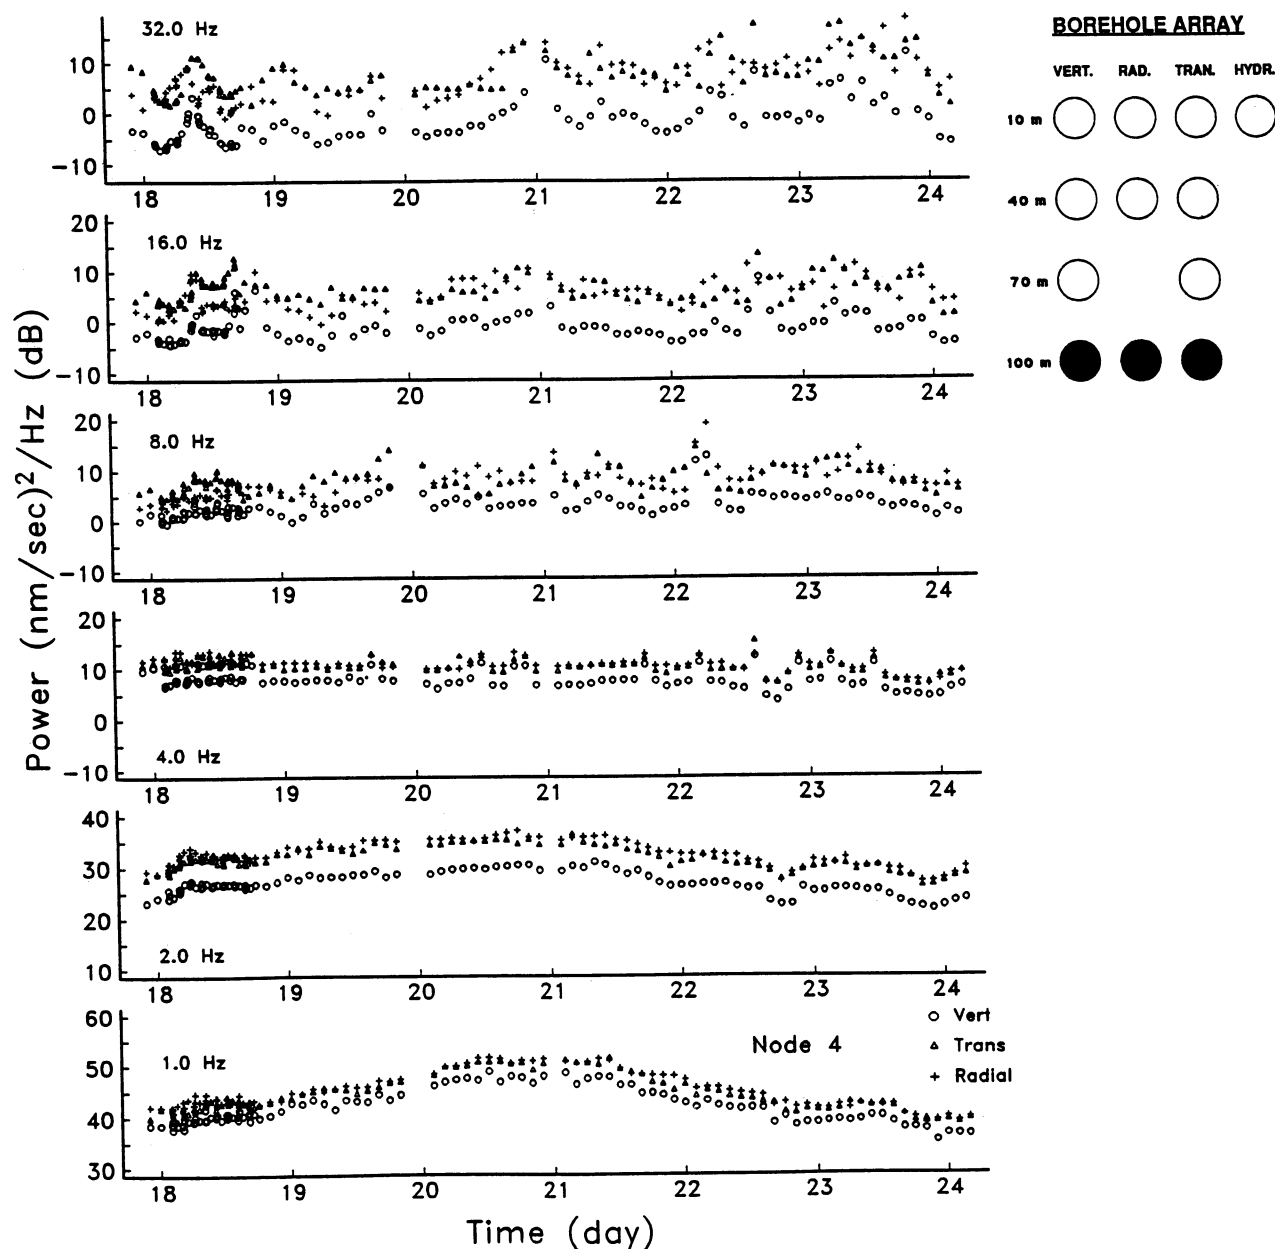 32.0 Hz
10
0
−10
18 19 20 21 22 23 24
16.0 Hz
20
10
0
−10
18 19 20 21 22 23 24
8.0 Hz
20
10
0
−10
18 19 20 21 22 23 24
20
10
0
4.0 Hz
−10
18 19 20 21 22 23 24
40
30
20
2.0 Hz
10
18 19 20 21 22 23 24
60
1.0 Hz
50
40
30
18 19 20 21 22 23 24
Node 4
Vert
Trans
Radial
Power (nm/sec)2/Hz (dB)
Time (day)
BOREHOLE ARRAY
VERT. RAD. TRAN. HYDR.
10 m
40 m
70 m
100 m